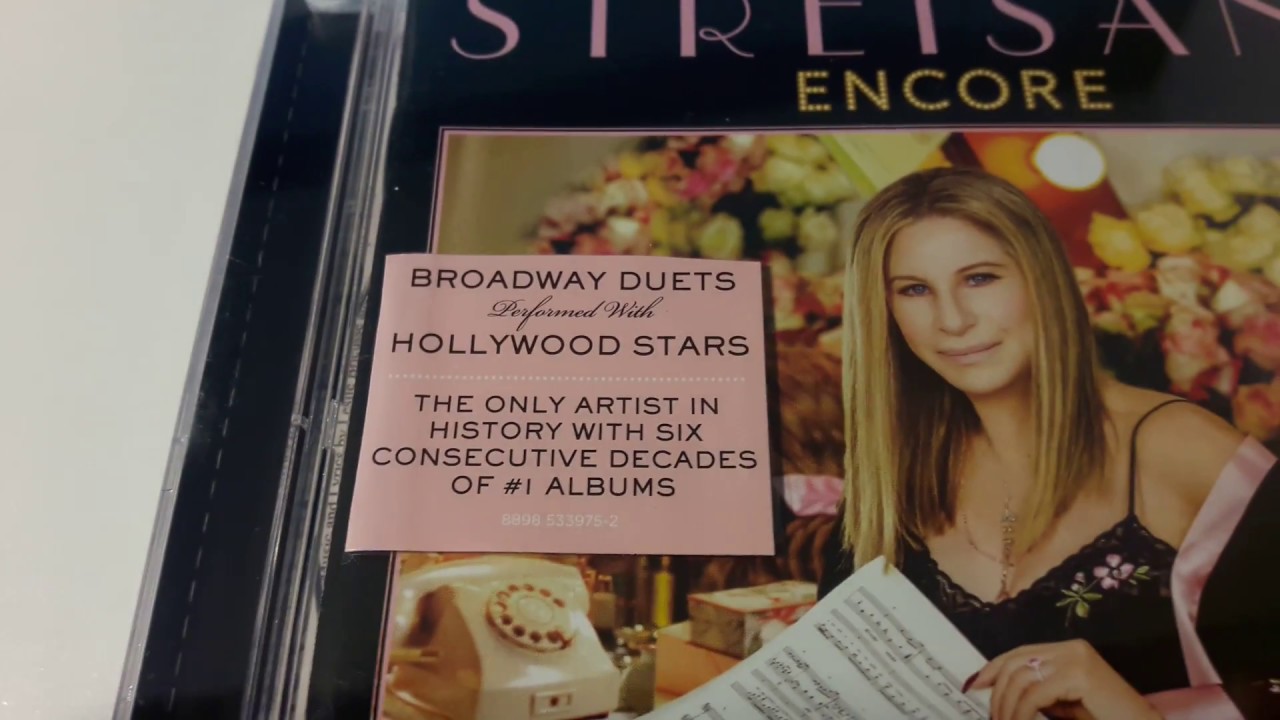 STREISAN
ENCORE
BROADWAY DUETS
Performed With
HOLLYWOOD STARS
THE ONLY ARTIST IN
HISTORY WITH SIX
CONSECUTIVE DECADES
OF #1 ALBUMS
8898 533975-2